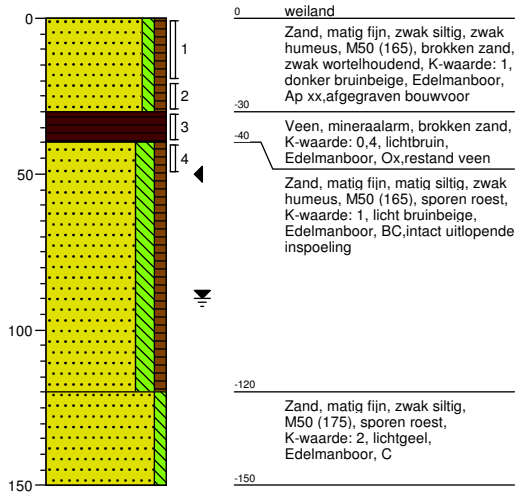 0
50
100
150
1
2
3
4
0
weiland
Zand, matig fijn, zwak siltig, zwak
humeus, M50 (165), brokken zand,
zwak wortelhoudend, K-waarde: 1,
donker bruinbeige, Edelmanboor,
Ap xx,afgegraven bouwvoor
-30
Veen, mineraalarm, brokken zand,
K-waarde: 0,4, lichtbruin,
Edelmanboor, Ox,restand veen
-40
Zand, matig fijn, matig siltig, zwak
humeus, M50 (165), sporen roest,
K-waarde: 1, licht bruinbeige,
Edelmanboor, BC,intact uitlopende
inspoeling
-120
Zand, matig fijn, zwak siltig,
M50 (175), sporen roest,
K-waarde: 2, lichtgeel,
Edelmanboor, C
-150